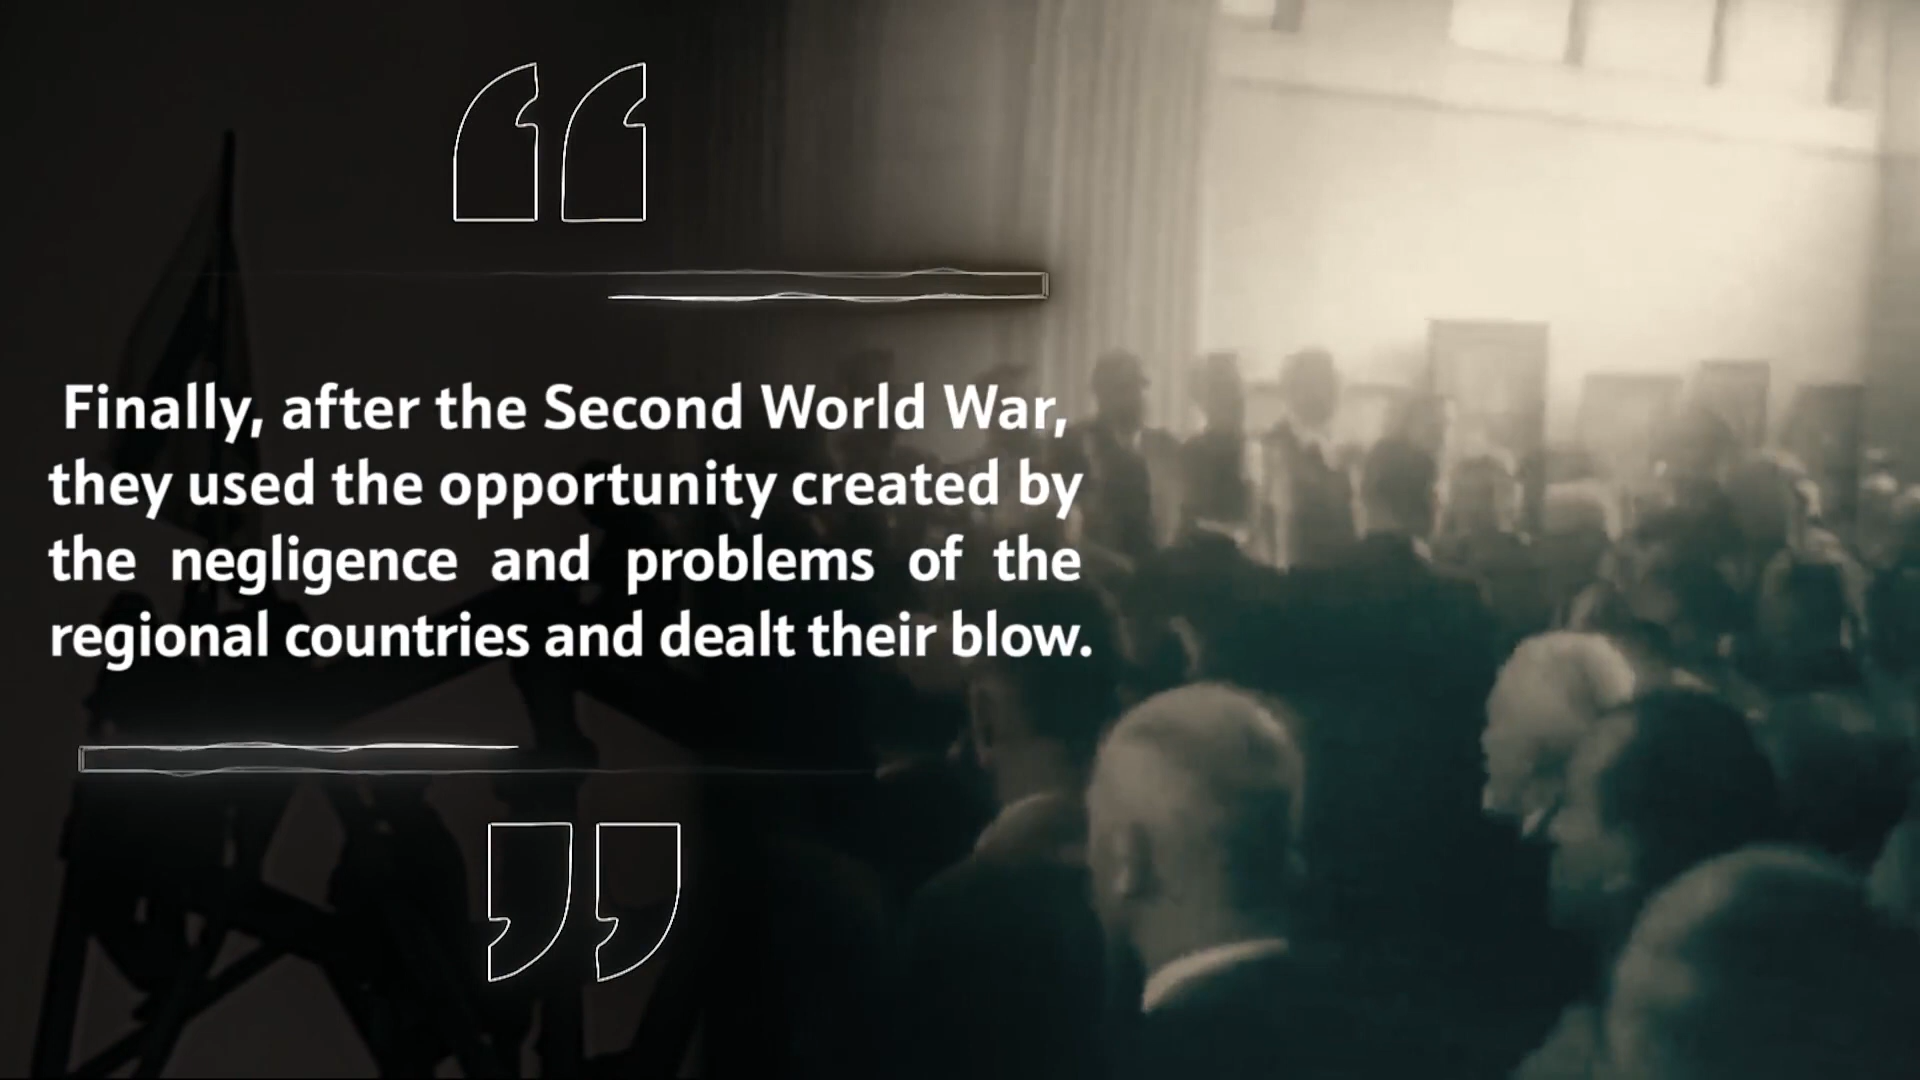 Finally, after the Second World War,
they used the opportunity created by
the negligence and problems of the
regional countries and dealt their blow.